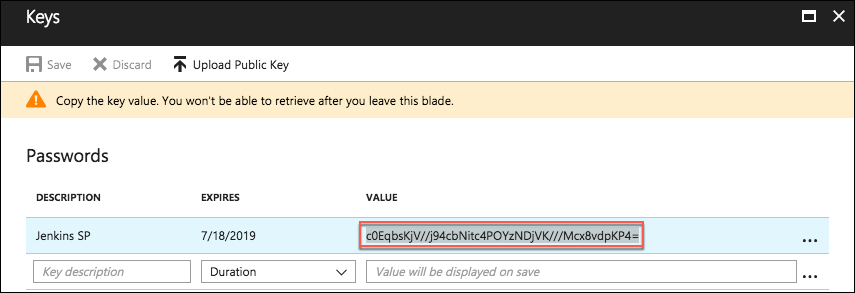 Keys
Save Discard Upload Public Key
Copy the key value. You won't be able to retrieve after you leave this blade.
Passwords
DESCRIPTION EXPIRES VALUE
Jenkins SP 7/18/2019 c0EqbsKjV//j94cbNitc4POYzNDjVK///Mcx8vdpKP4= ...
Key description Duration Value will be displayed on save ...